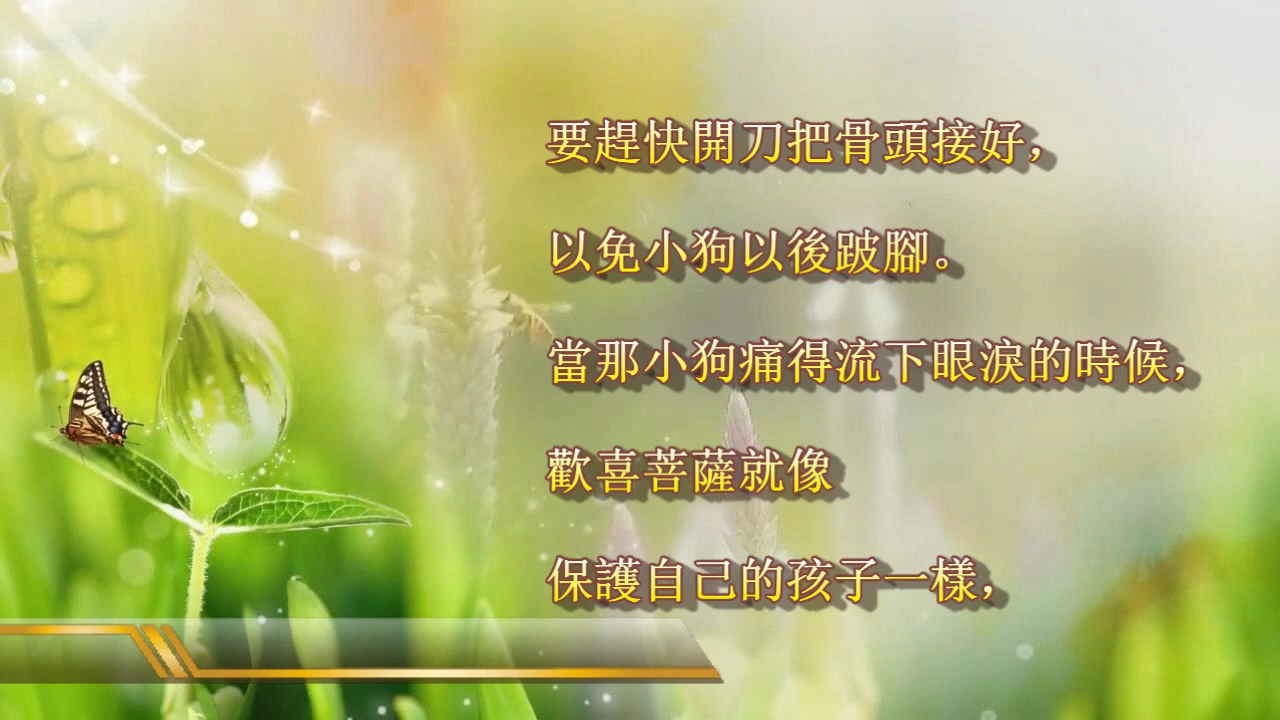 要趕快開刀把骨頭接好，
以免小狗以後跛腳。
當那小狗痛得流下眼淚的時候，
歡喜菩薩就像
保護自己的孩子一樣，